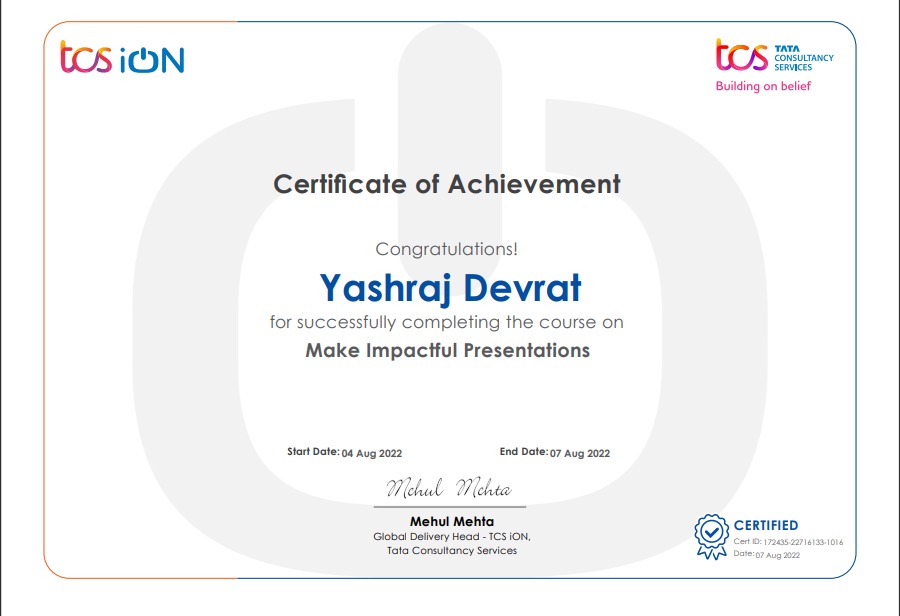 tcs iON
tcs TATA
CONSULTANCY
SERVICES
Building on belief
Certificate of Achievement
Congratulations!
Yashraj Devrat
for successfully completing the course on
Make Impactful Presentations
Start Date: 04 Aug 2022
End Date: 07 Aug 2022
Mehul Mehta
Mehul Mehta
Global Delivery Head - TCS iON,
Tata Consultancy Services
CERTIFIED
Cert ID: 172435-22716133-1016
Date: 07 Aug 2022